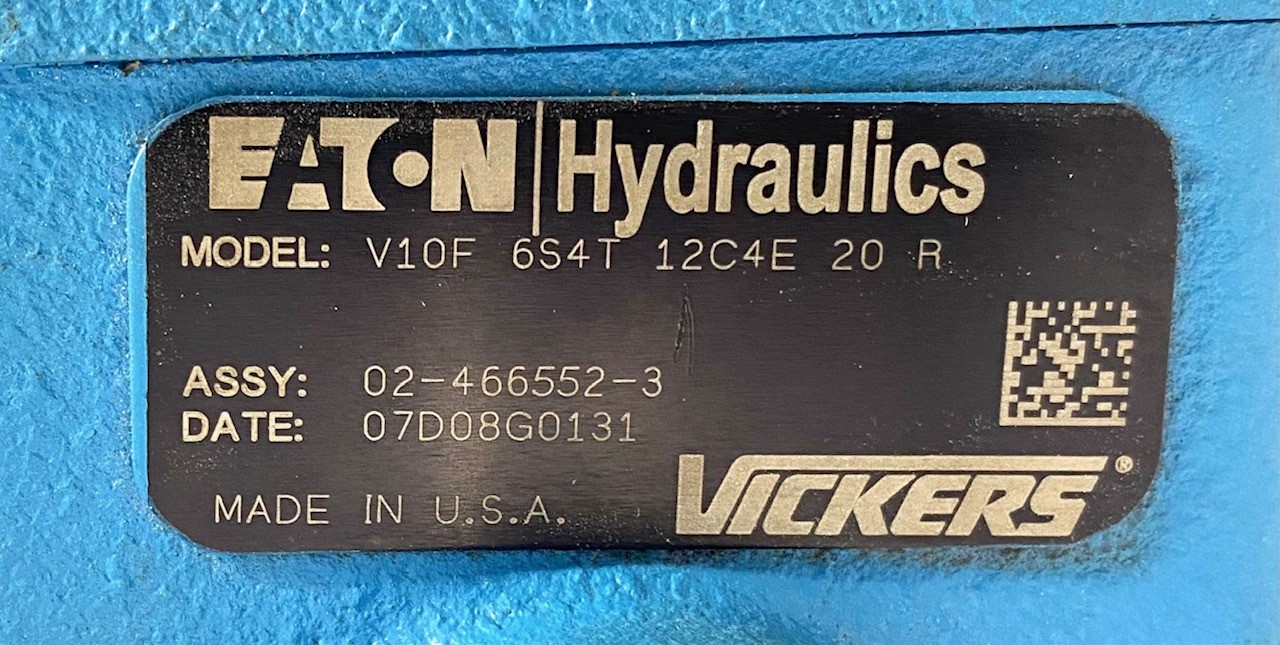 EATON Hydraulics
MODEL: V10F 6S4T 12C4E 20 R
ASSY: 02-466552-3
DATE: 07D08G0131
MADE IN U.S.A.
VICKERS®